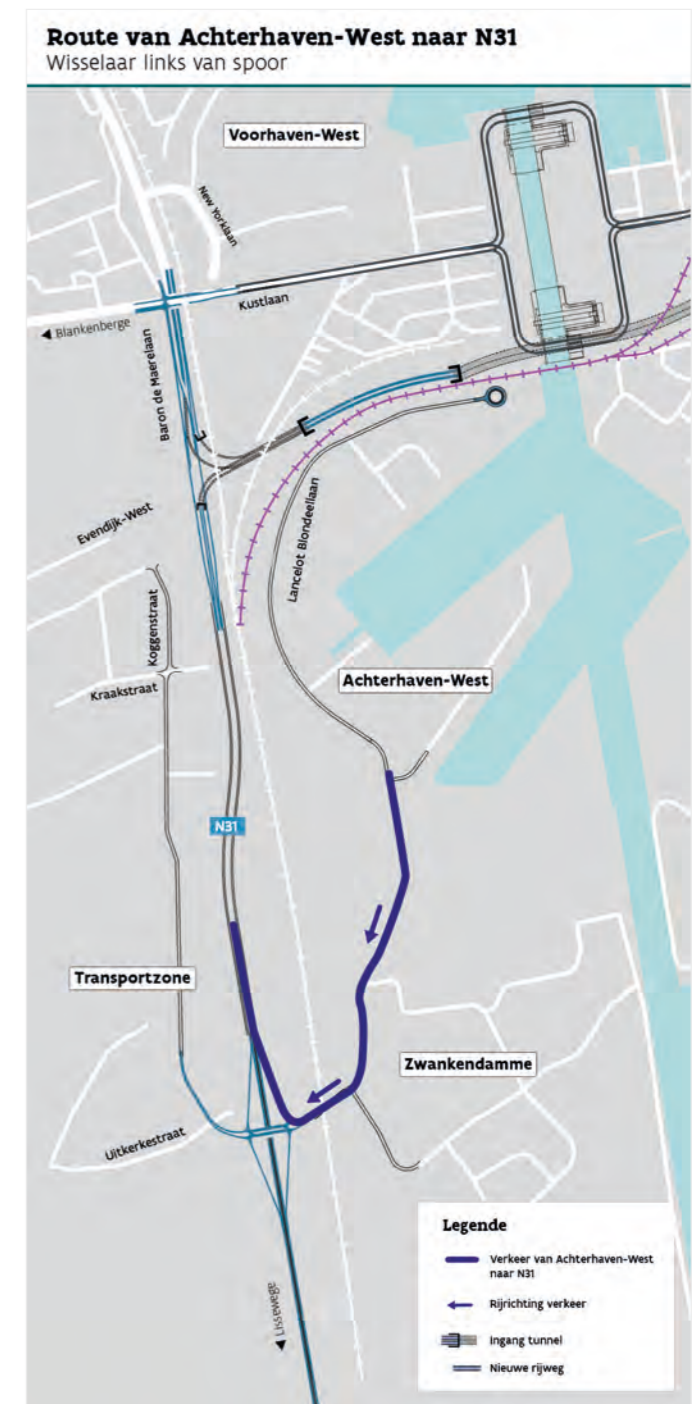 Route van Achterhaven-West naar N31
Wisselaar links van spoor
Voorhaven-West
New Yorklaan
Kustlaan
◄ Blankenberge
Baron de Maerelaan
Evendijk-West
Lancelot Blondeellaan
Koggenstraat
Kraakstraat
Achterhaven-West
N31
Transportzone
Zwankendamme
Uitkerkestraat
◄ Lissewege
Legende
Verkeer van Achterhaven-West
naar N31
Rijrichting verkeer
Ingang tunnel
Nieuwe rijweg